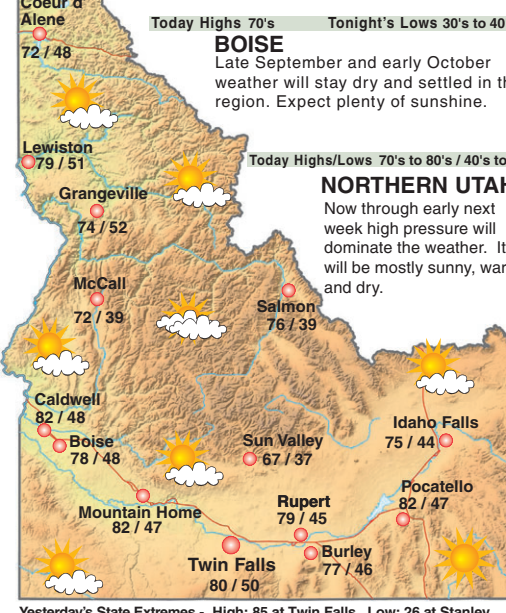 Coeur d'
Alene
72 / 48
Today Highs 70's Tonight's Lows 30's to 40
BOISE
Late September and early October
weather will stay dry and settled in th
region. Expect plenty of sunshine.
Lewiston
79 / 51
Today Highs/Lows 70's to 80's / 40's to
NORTHERN UTAH
Now through early next
week high pressure will
dominate the weather. It
will be mostly sunny, war
and dry.
Grangeville
74 / 52
McCall
72 / 39
Salmon
76 / 39
Caldwell
82 / 48
Boise
78 / 48
Sun Valley
67 / 37
Idaho Falls
75 / 44
Mountain Home
82 / 47
Rupert
79 / 45
Pocatello
82 / 47
Twin Falls
80 / 50
Burley
77 / 46
Yesterday's State Extremes - High: 85 at Twin Falls Low: 26 at Stanley